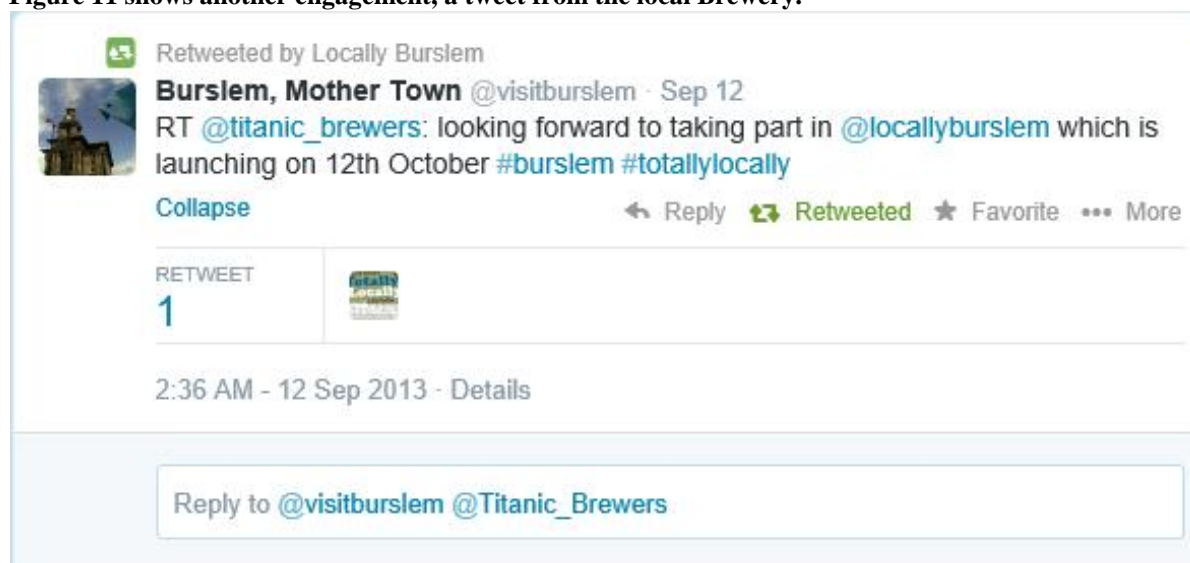 Figure 11 shows another engagement, a tweet from the local Brewery.
Retweeted by Locally Burslem
Burslem, Mother Town @visitburslem · Sep 12
RT @titanic_brewers: looking forward to taking part in @locallyburslem which is
launching on 12th October #burslem #totallylocally
Collapse
Reply Retweeted Favorite More
RETWEET
1
Totally
Locally
2:36 AM - 12 Sep 2013 · Details
Reply to @visitburslem @Titanic_Brewers